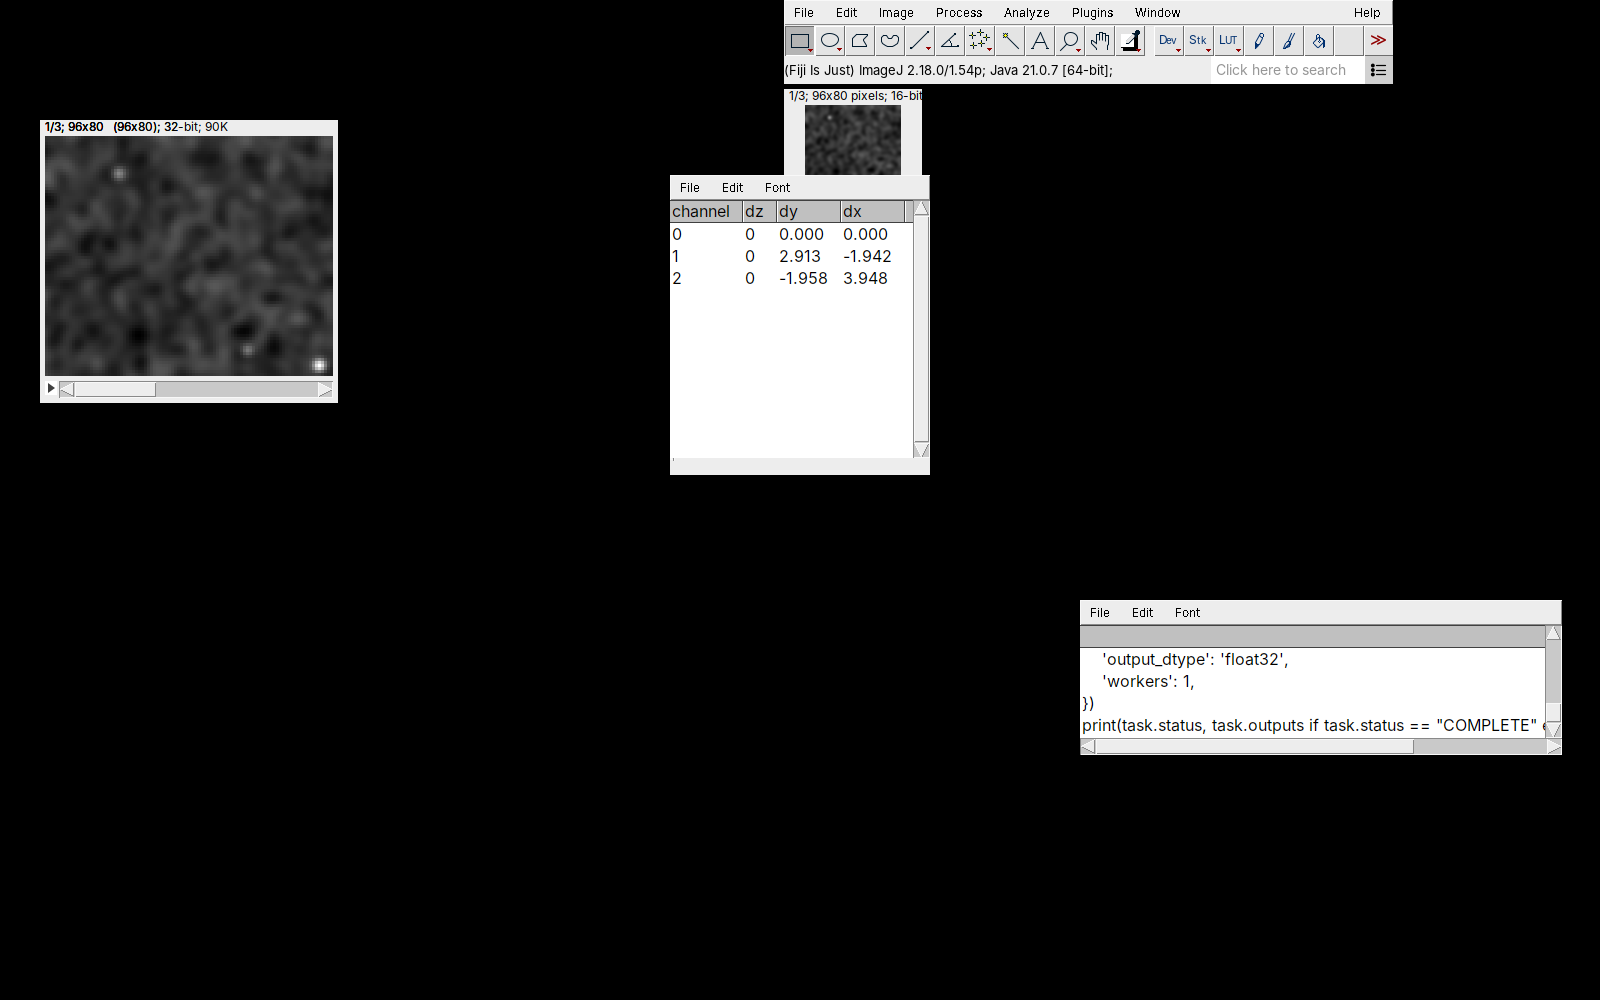 File Edit Image Process Analyze Plugins Window Help
Dev Stk LUT
(Fiji Is Just) ImageJ 2.18.0/1.54p; Java 21.0.7 [64-bit]; Click here to search
1/3; 96x80 pixels; 16-bit
1/3; 96x80 (96x80); 32-bit; 90K
File Edit Font
channel dz dy dx
0 0 0.000 0.000
1 0 2.913 -1.942
2 0 -1.958 3.948
File Edit Font
'output_dtype': 'float32',
'workers': 1,
})
print(task.status, task.outputs if task.status == "COMPLETE"